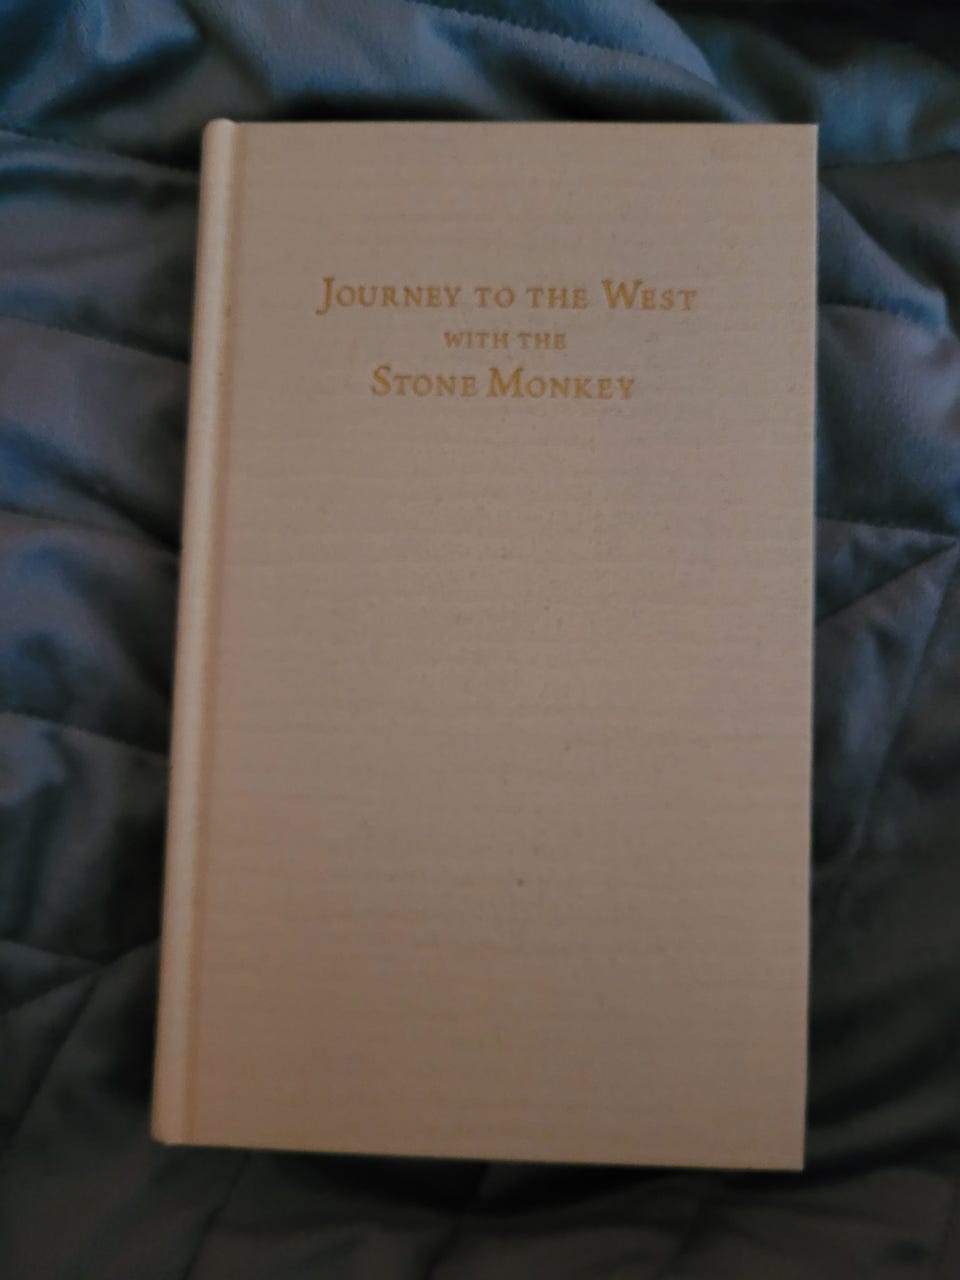 JOURNEY TO THE WEST
WITH THE
STONE MONKEY